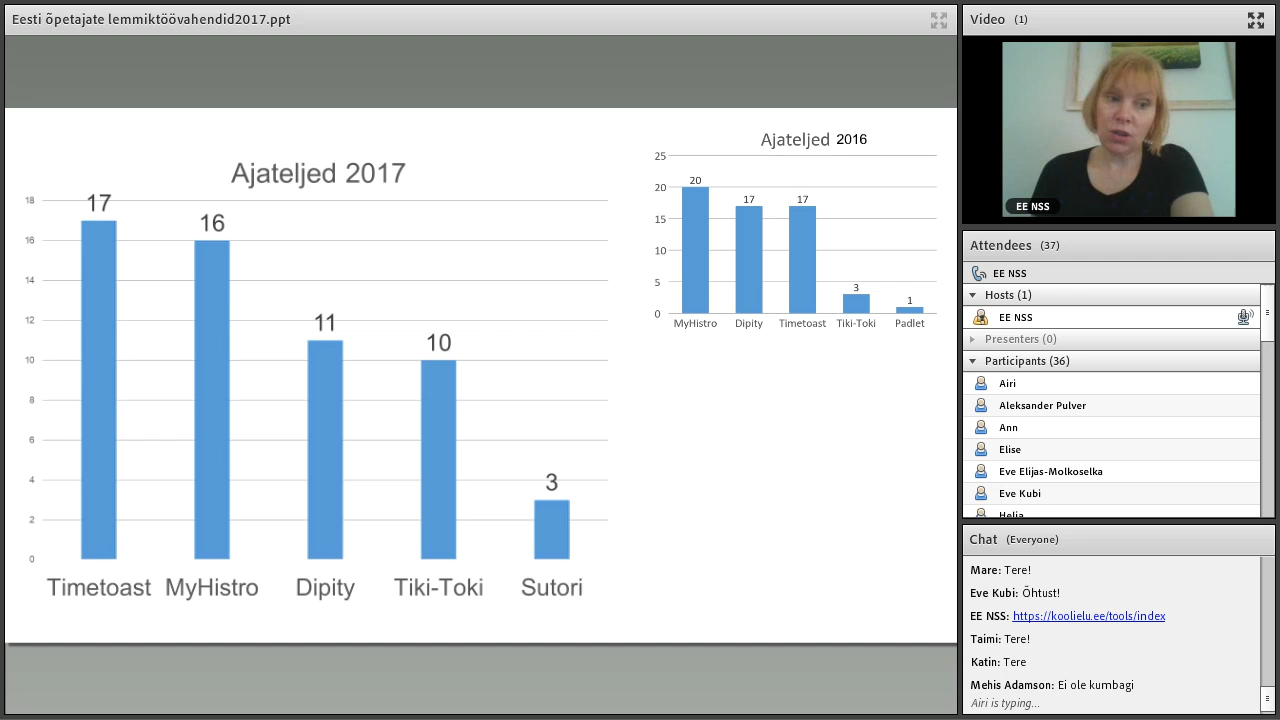 Eesti õpetajate lemmiktöövahendid2017.ppt
Ajateljed 2017
18
16
14
12
10
8
6
4
2
0
17
16
11
10
3
Timetoast MyHistro Dipity Tiki-Toki Sutori
Ajateljed 2016
25
20
15
10
5
0
20
17
17
3
1
MyHistro Dipity Timetoast Tiki-Toki Padlet
Video (1)
EE NSS
Attendees (37)
EE NSS
Hosts (1)
EE NSS
Presenters (0)
Participants (36)
Airi
Aleksander Pulver
Ann
Elise
Eve Elijas-Molkoselka
Eve Kubi
Helja
Chat (Everyone)
Mare: Tere!
Eve Kubi: Õhtust!
EE NSS: https://koolielu.ee/tools/index
Taimi: Tere!
Katin: Tere
Mehis Adamson: Ei ole kumbagi
Airi is typing...